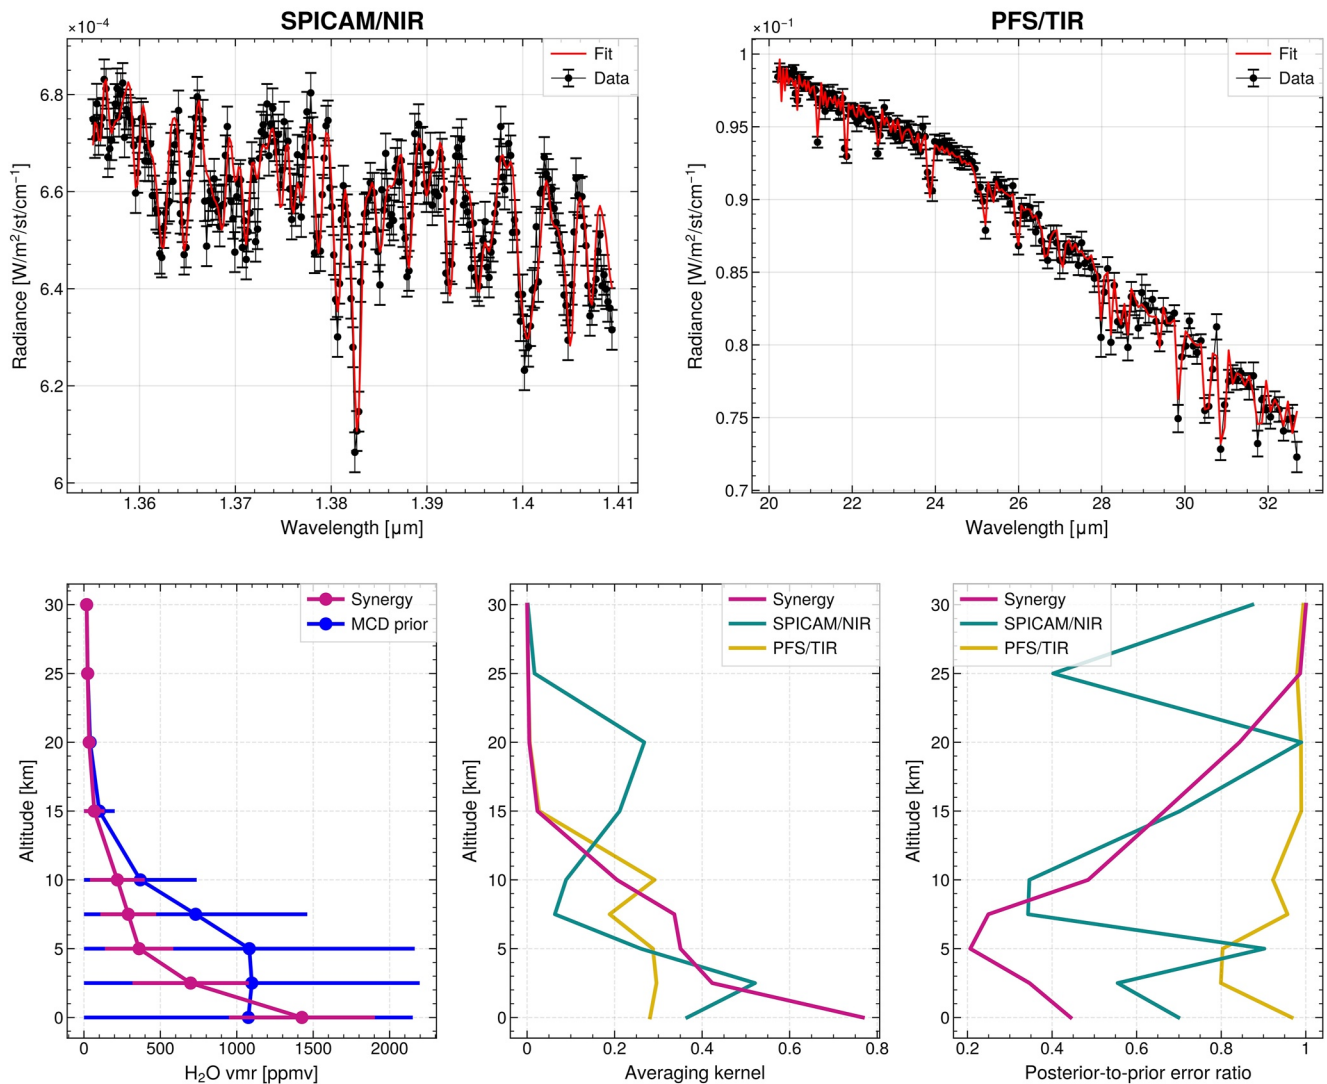 SPICAM/NIR
×10⁻⁴
Fit
Data
6.8
6.6
6.4
6.2
6
Radiance [W/m²/st/cm⁻¹]
1.36 1.37 1.38 1.39 1.4 1.41
Wavelength [µm]
PFS/TIR
×10⁻¹
Fit
Data
1
0.95
0.9
0.85
0.8
0.75
0.7
Radiance [W/m²/st/cm⁻¹]
20 22 24 26 28 30 32
Wavelength [µm]
Synergy
MCD prior
30
25
20
15
10
5
0
Altitude [km]
0 500 1000 1500 2000
H₂O vmr [ppmv]
Synergy
SPICAM/NIR
PFS/TIR
30
25
20
15
10
5
0
Altitude [km]
0 0.2 0.4 0.6 0.8
Averaging kernel
Synergy
SPICAM/NIR
PFS/TIR
30
25
20
15
10
5
0
Altitude [km]
0.2 0.4 0.6 0.8 1
Posterior-to-prior error ratio